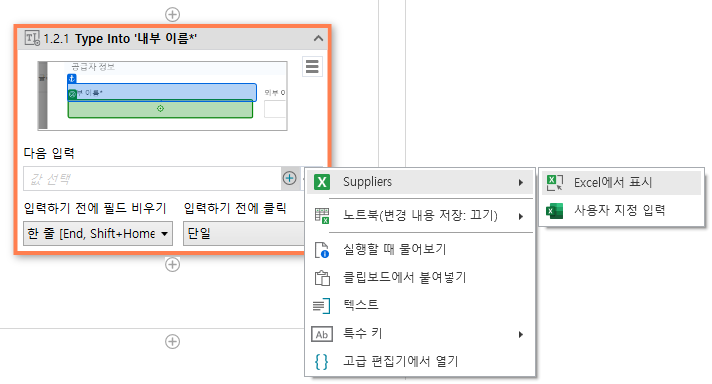 1.2.1 Type Into '내부 이름*'
공급자 정보
부 이름*
외부 이
다음 입력
값 선택
입력하기 전에 필드 비우기
입력하기 전에 클릭
한 줄 [End, Shift+Home
단일
Suppliers
노트북(변경 내용 저장: 끄기)
실행할 때 물어보기
클립보드에서 붙여넣기
텍스트
Ab 특수 키
고급 편집기에서 열기
Excel에서 표시
사용자 지정 입력